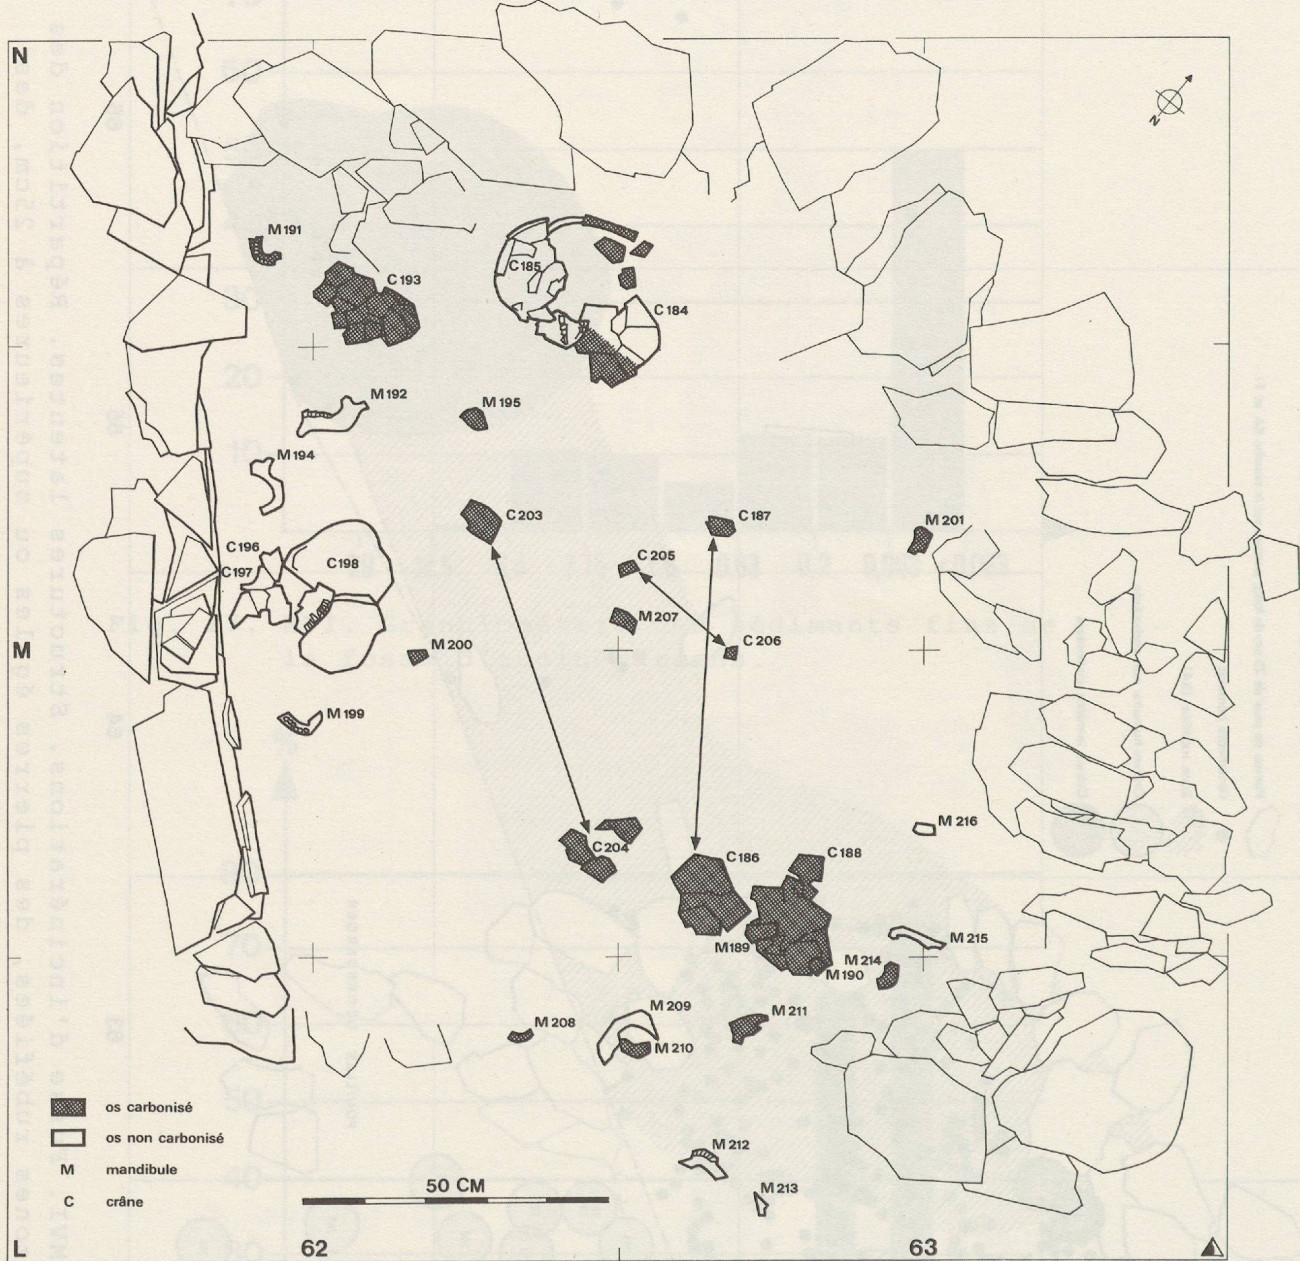 N
N
M 191
C 193
C 185
C 184
M 192
M 195
M 194
C 203
C 187
M 201
C 196
C 205
C 197
C 198
M 207
C 206
M
M 200
M 199
M 216
C 204
C 186
C 188
M 189
M 215
M 214
M 190
M 209
M 211
M 208
M 210
os carbonisé
os non carbonisé
M 212
M mandibule
M 213
C crâne
50 CM
L
62
63